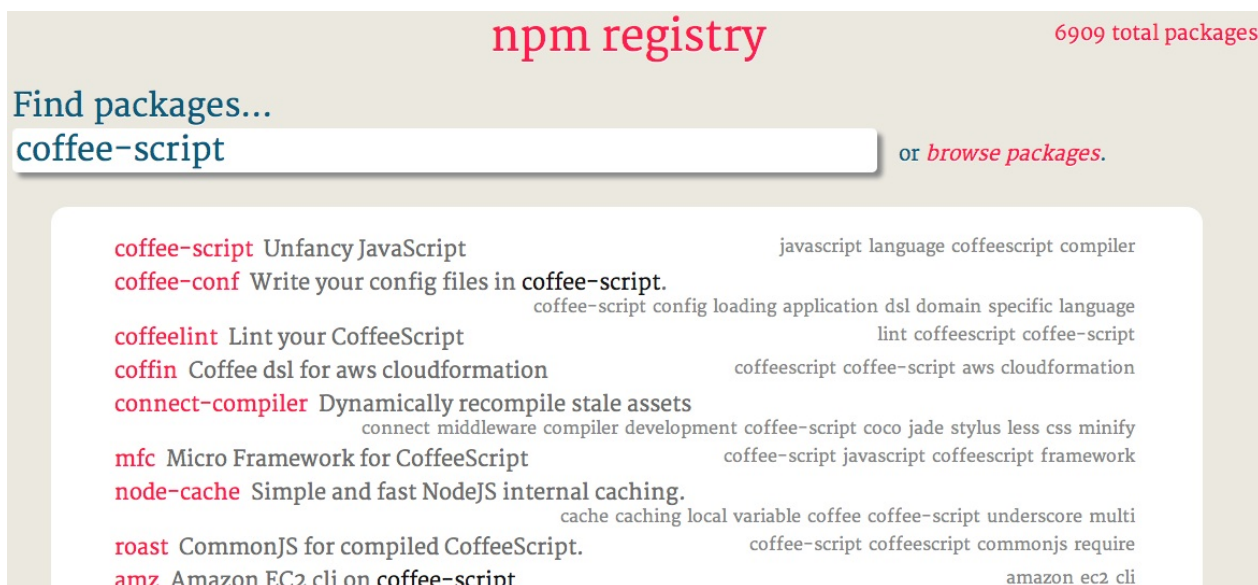 npm registry
6909 total packages
Find packages...
coffee-script
or browse packages.
coffee-script Unfancy JavaScript javascript language coffeescript compiler
coffee-conf Write your config files in coffee-script.
coffee-script config loading application dsl domain specific language
coffeelint Lint your CoffeeScript lint coffeescript coffee-script
coffin Coffee dsl for aws cloudformation coffeescript coffee-script aws cloudformation
connect-compiler Dynamically recompile stale assets
connect middleware compiler development coffee-script coco jade stylus less css minify
mfc Micro Framework for CoffeeScript coffee-script javascript coffeescript framework
node-cache Simple and fast NodeJS internal caching.
cache caching local variable coffee coffee-script underscore multi
roast CommonJS for compiled CoffeeScript. coffee-script coffeescript commonjs require
amz Amazon EC2 cli on coffee-script amazon ec2 cli